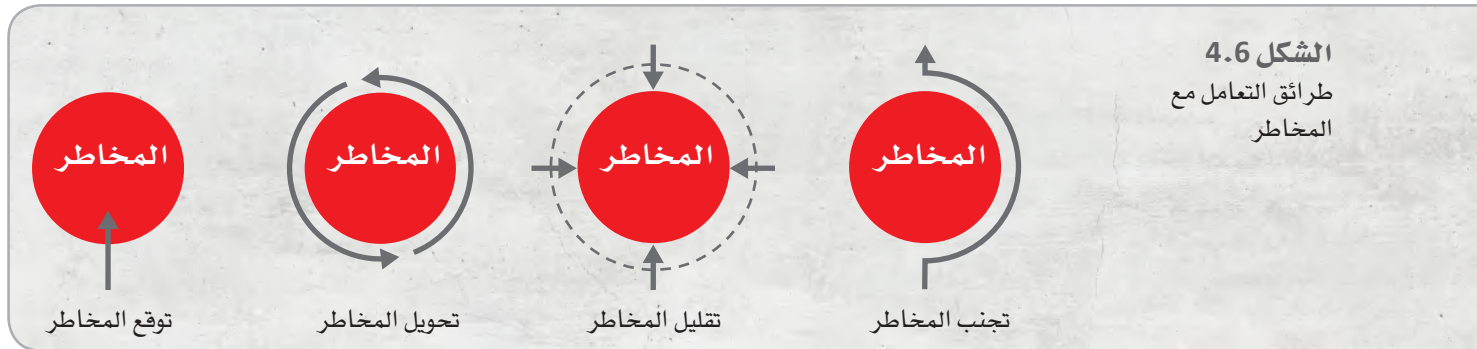 الشكل 4.6
طرائق التعامل مع
المخاطر
المخاطر
المخاطر
المخاطر
المخاطر
تجنب المخاطر
تقليل المخاطر
تحويل المخاطر
توقع المخاطر